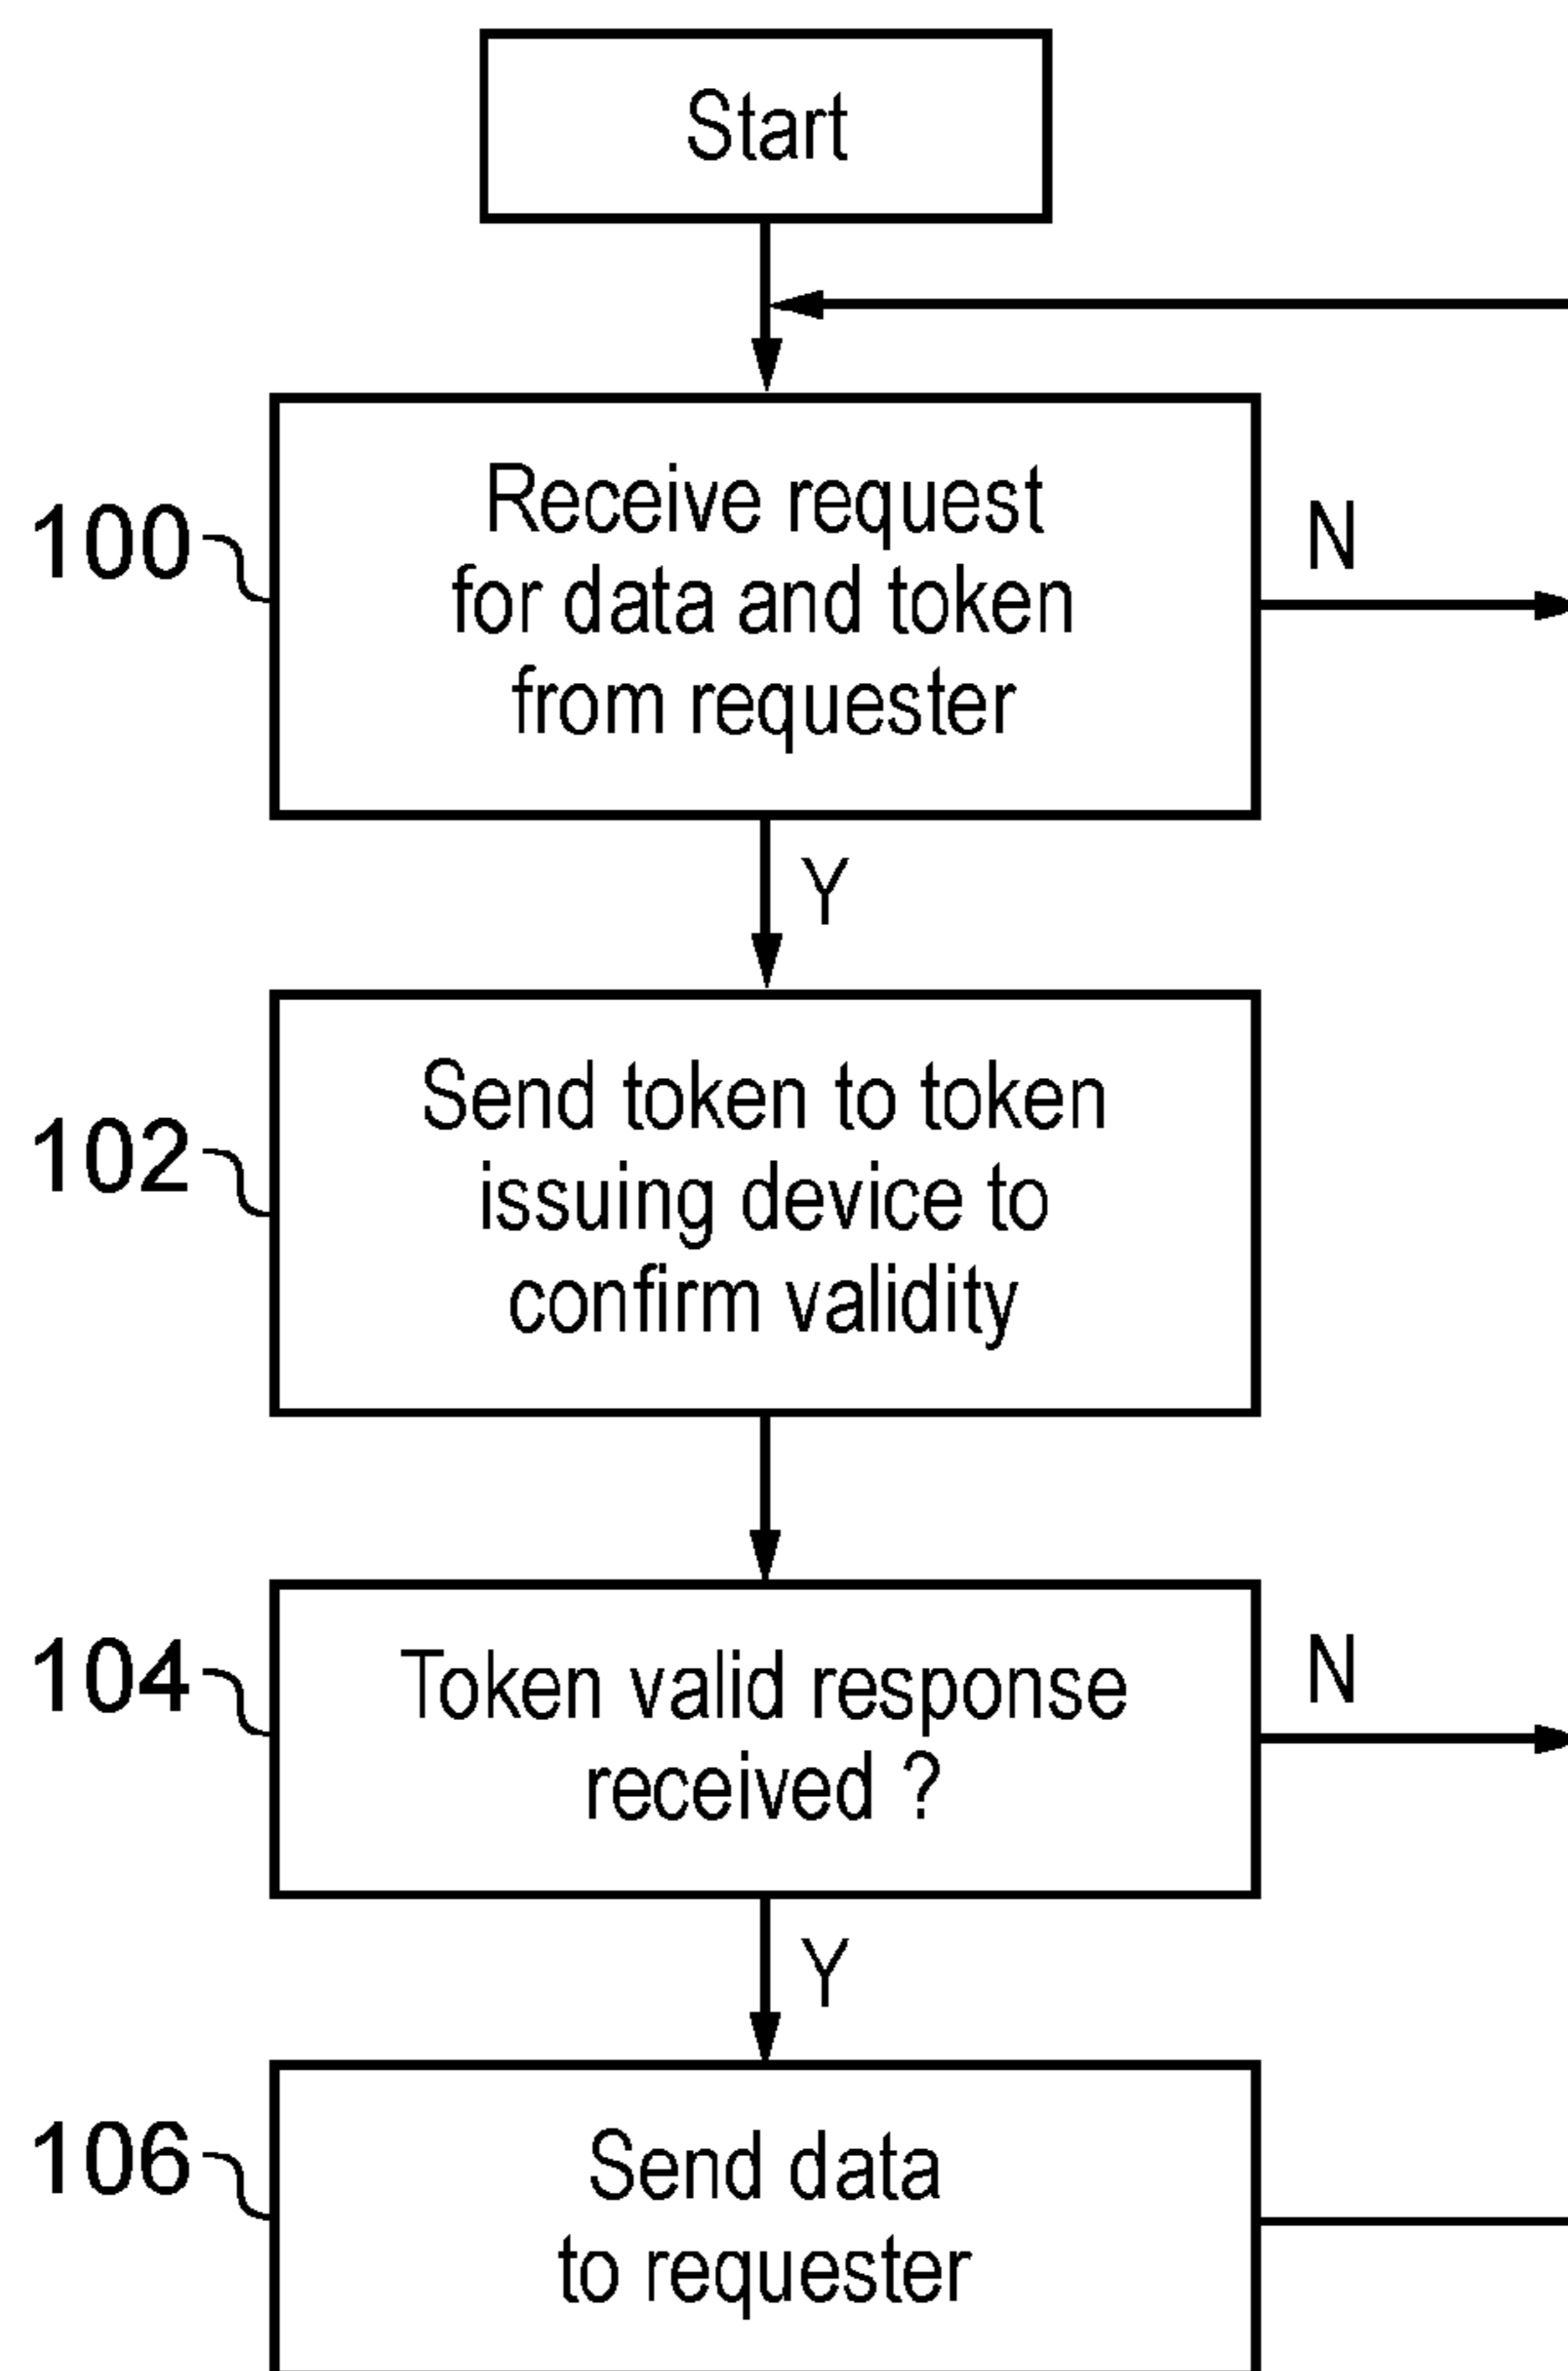 Start
100
Receive request
for data and token
from requester
N
Y
102
Send token to token
issuing device to
confirm validity
104
Token valid response
received ?
N
Y
106
Send data
to requester